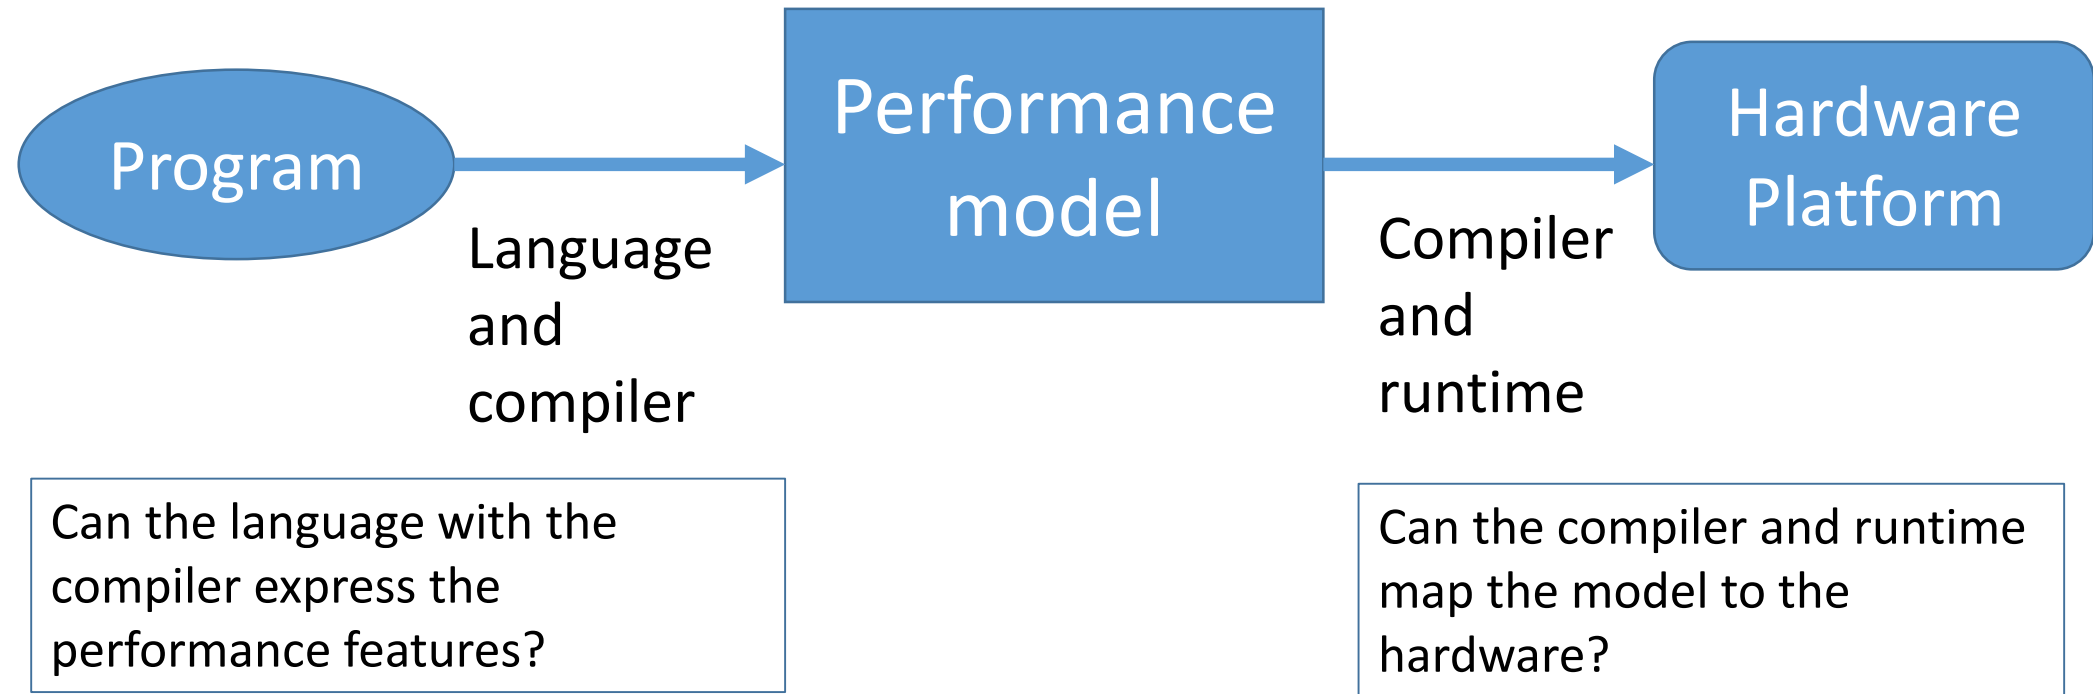 Program
Language
and
compiler
Performance
model
Compiler
and
runtime
Hardware
Platform
Can the language with the
compiler express the
performance features?
Can the compiler and runtime
map the model to the
hardware?